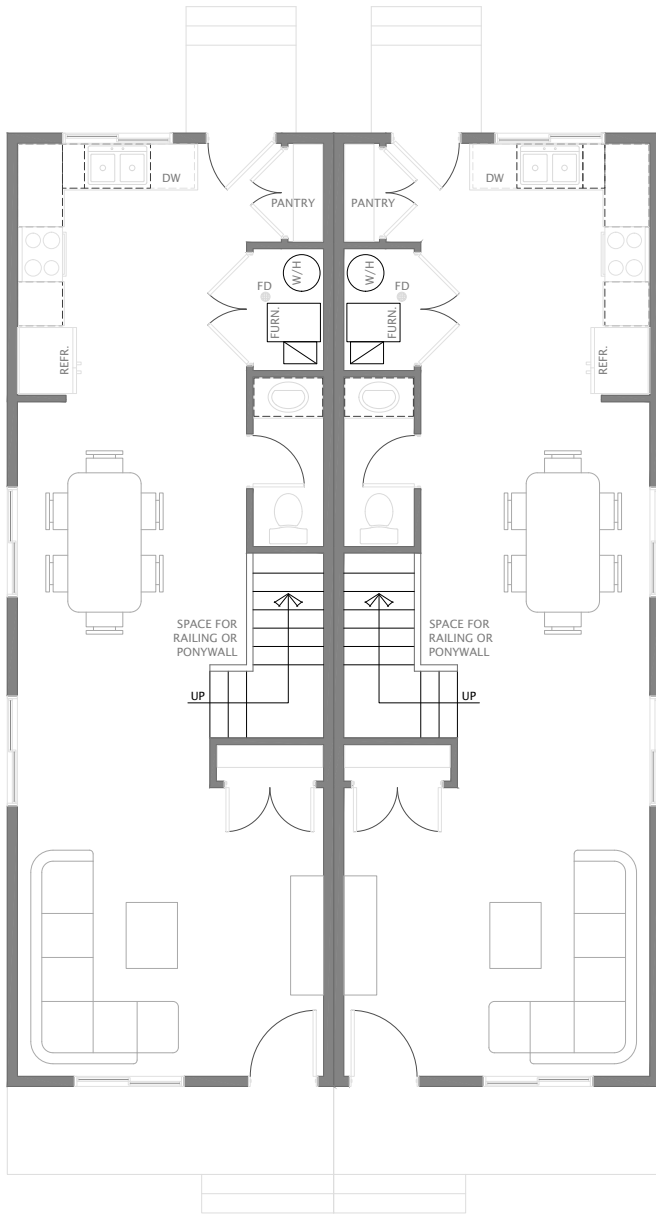 DW
DW
PANTRY
PANTRY
W/H
W/H
FD
FD
FURN.
FURN.
REFR.
REFR.
SPACE FOR
RAILING OR
PONYWALL
SPACE FOR
RAILING OR
PONYWALL
UP
UP